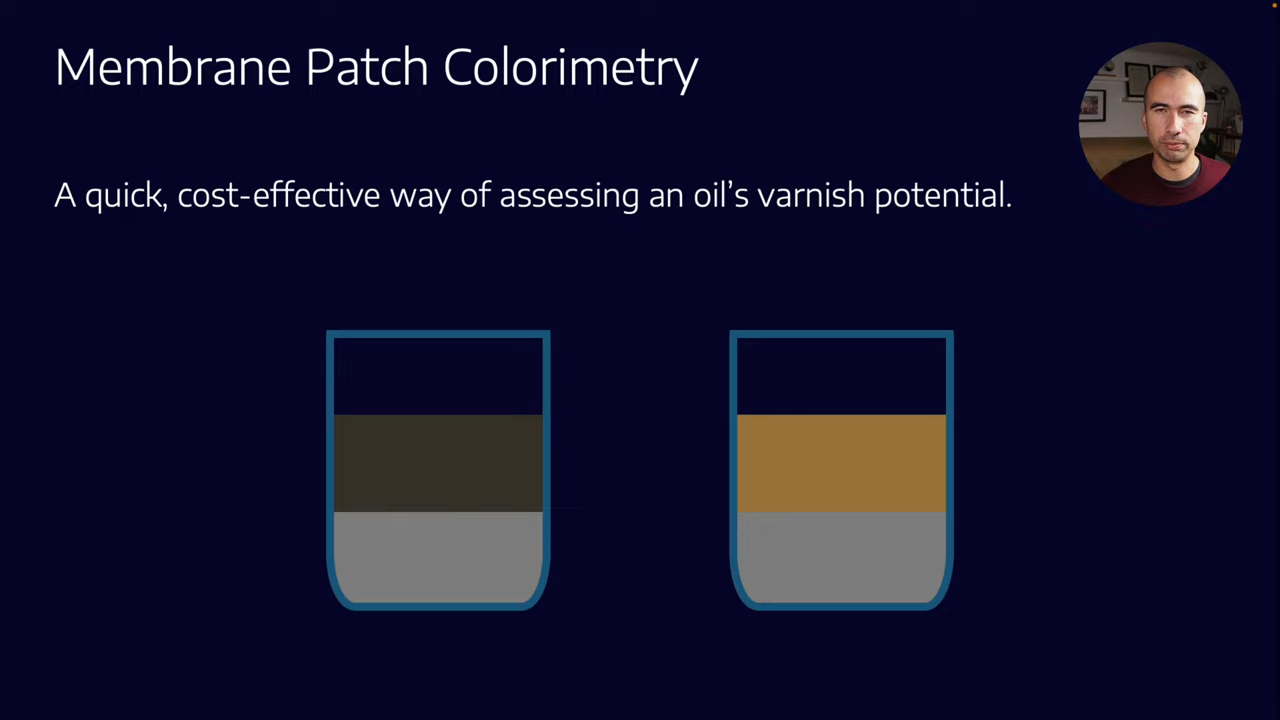 Membrane Patch Colorimetry
A quick, cost-effective way of assessing an oil’s varnish potential.